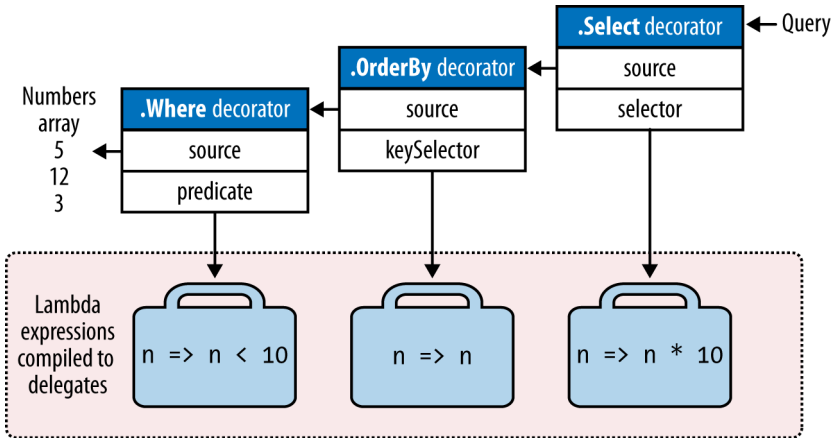 .Select decorator
Query
source
selector
.OrderBy decorator
source
keySelector
.Where decorator
source
predicate
Numbers
array
5
12
3
Lambda
expressions
compiled to
delegates
n => n < 10
n => n
n => n * 10